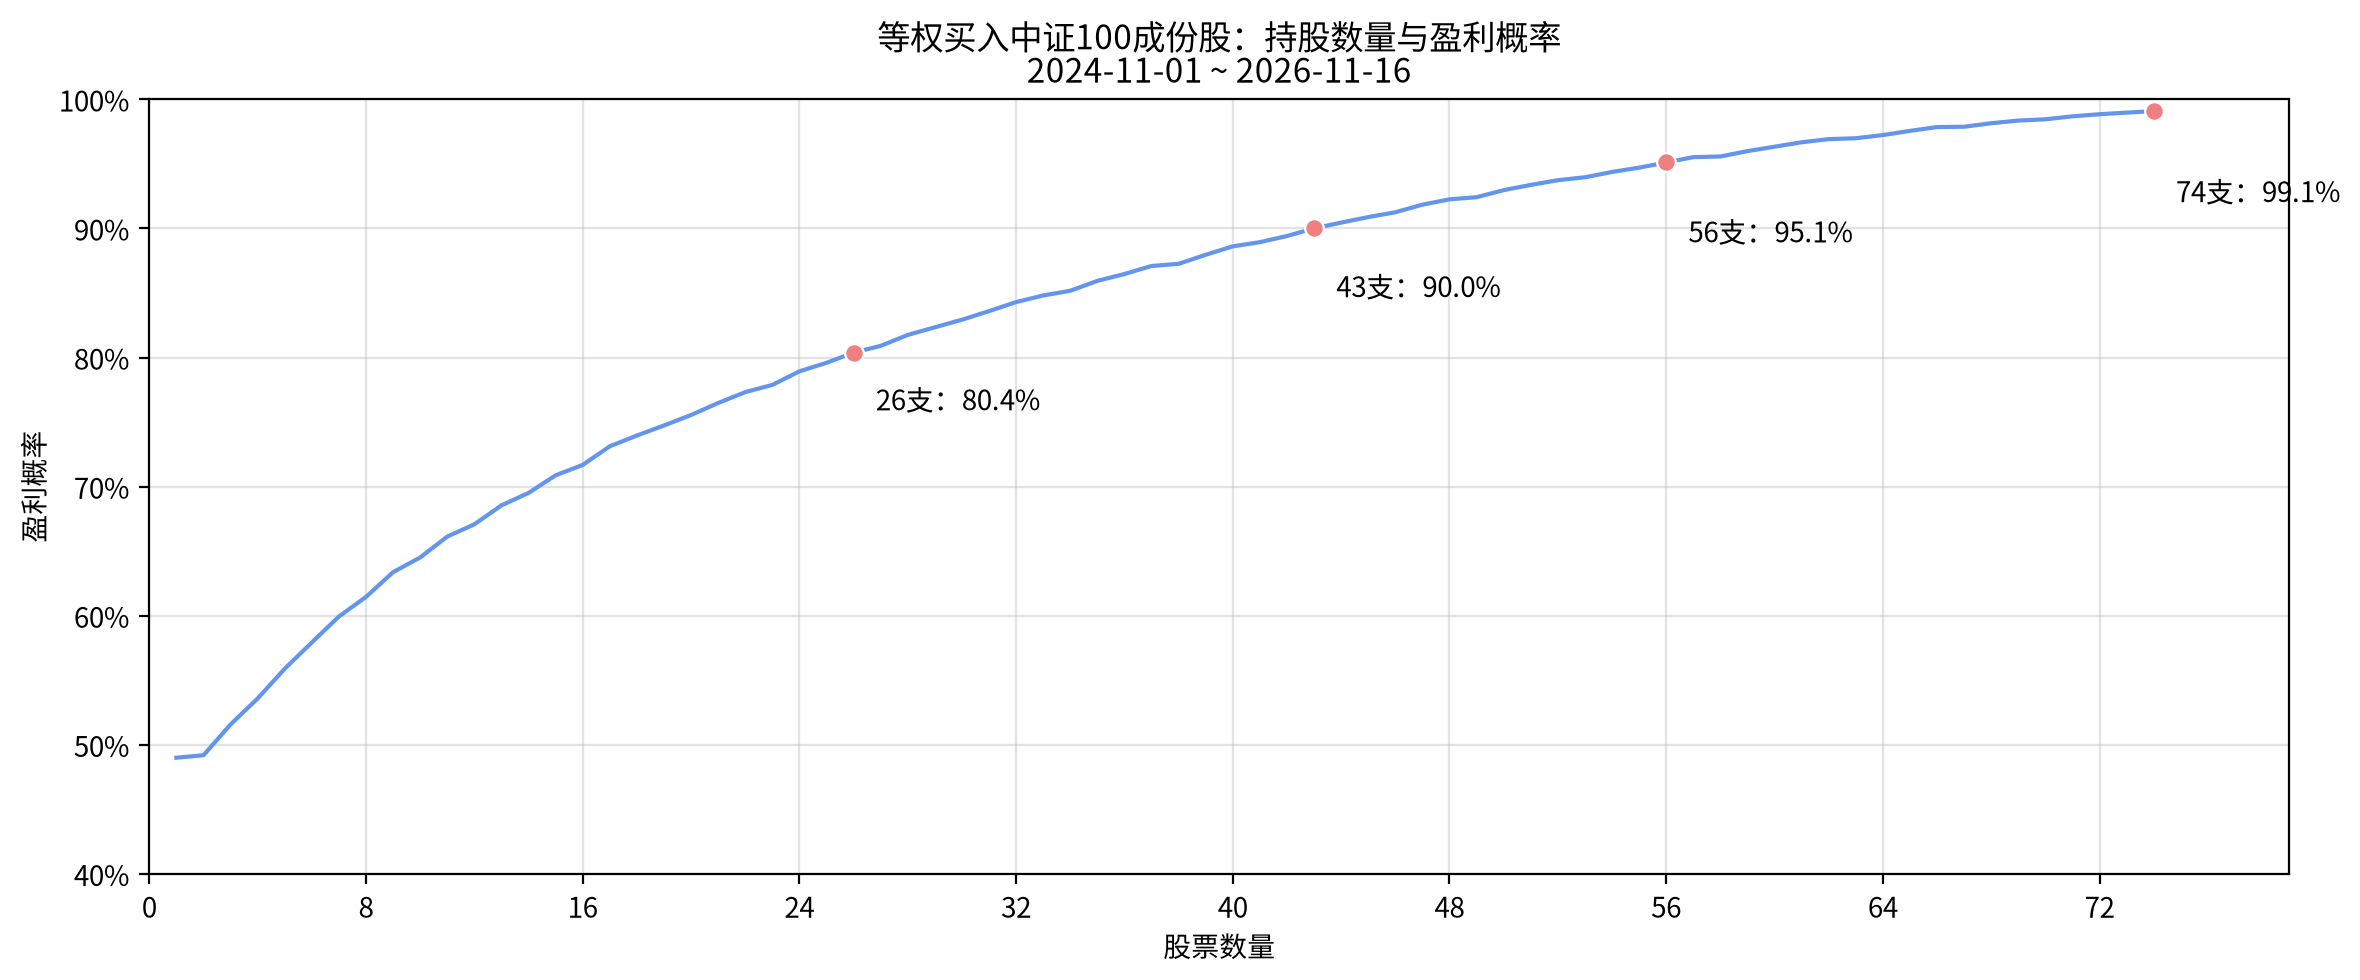 等权买入中证100成份股：持股数量与盈利概率
2024-11-01 ~ 2026-11-16
100%
90%
80%
70%
60%
50%
40%
盈利概率
74支：99.1%
56支：95.1%
43支：90.0%
26支：80.4%
0 8 16 24 32 40 48 56 64 72
股票数量